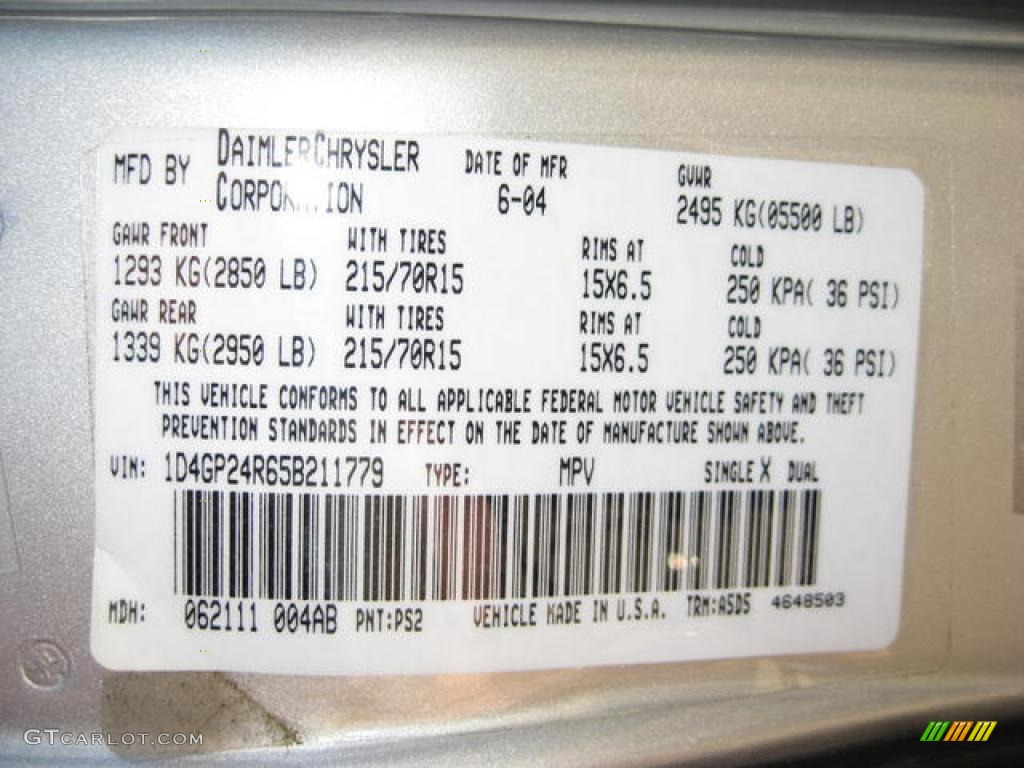 MFD BY DAIMLERCHRYSLER CORPORATION DATE OF MFR 6-04 GVWR 2495 KG(05500 LB)
GAWR FRONT WITH TIRES RIMS AT COLD
1293 KG(2850 LB) 215/70R15 15X6.5 250 KPA( 36 PSI)
GAWR REAR WITH TIRES RIMS AT COLD
1339 KG(2950 LB) 215/70R15 15X6.5 250 KPA( 36 PSI)
THIS VEHICLE CONFORMS TO ALL APPLICABLE FEDERAL MOTOR VEHICLE SAFETY AND THEFT
PREVENTION STANDARDS IN EFFECT ON THE DATE OF MANUFACTURE SHOWN ABOVE.
VIN: 1D4GP24R65B211779 TYPE: MPV SINGLE X DUAL
MDH: 062111 004AB PNT:PS2 VEHICLE MADE IN U.S.A. TRM:ASD5 4648503
GTCARLOT.COM